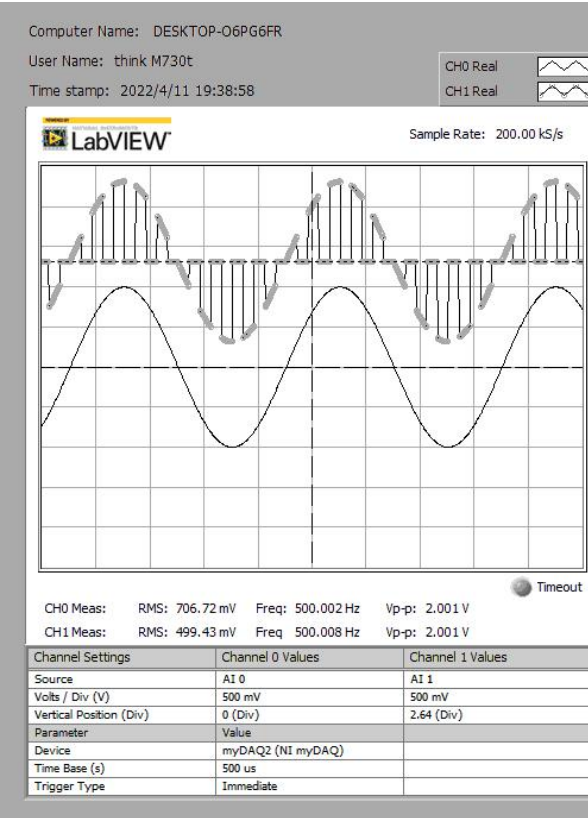 Computer Name: DESKTOP-O6PG6FR
User Name: think M730t
CH0 Real
Time stamp: 2022/4/11 19:38:58
CH1 Real
LabVIEW
Sample Rate: 200.00 kS/s
Timeout
CH0 Meas: RMS: 706.72 mV Freq: 500.002 Hz Vp-p: 2.001 V
CH1 Meas: RMS: 499.43 mV Freq 500.008 Hz Vp-p: 2.001 V
Channel Settings Channel 0 Values Channel 1 Values
Source AI 0 AI 1
Volts / Div (V) 500 mV 500 mV
Vertical Position (Div) 0 (Div) 2.64 (Div)
Parameter Value
Device myDAQ2 (NI myDAQ)
Time Base (s) 500 us
Trigger Type Immediate